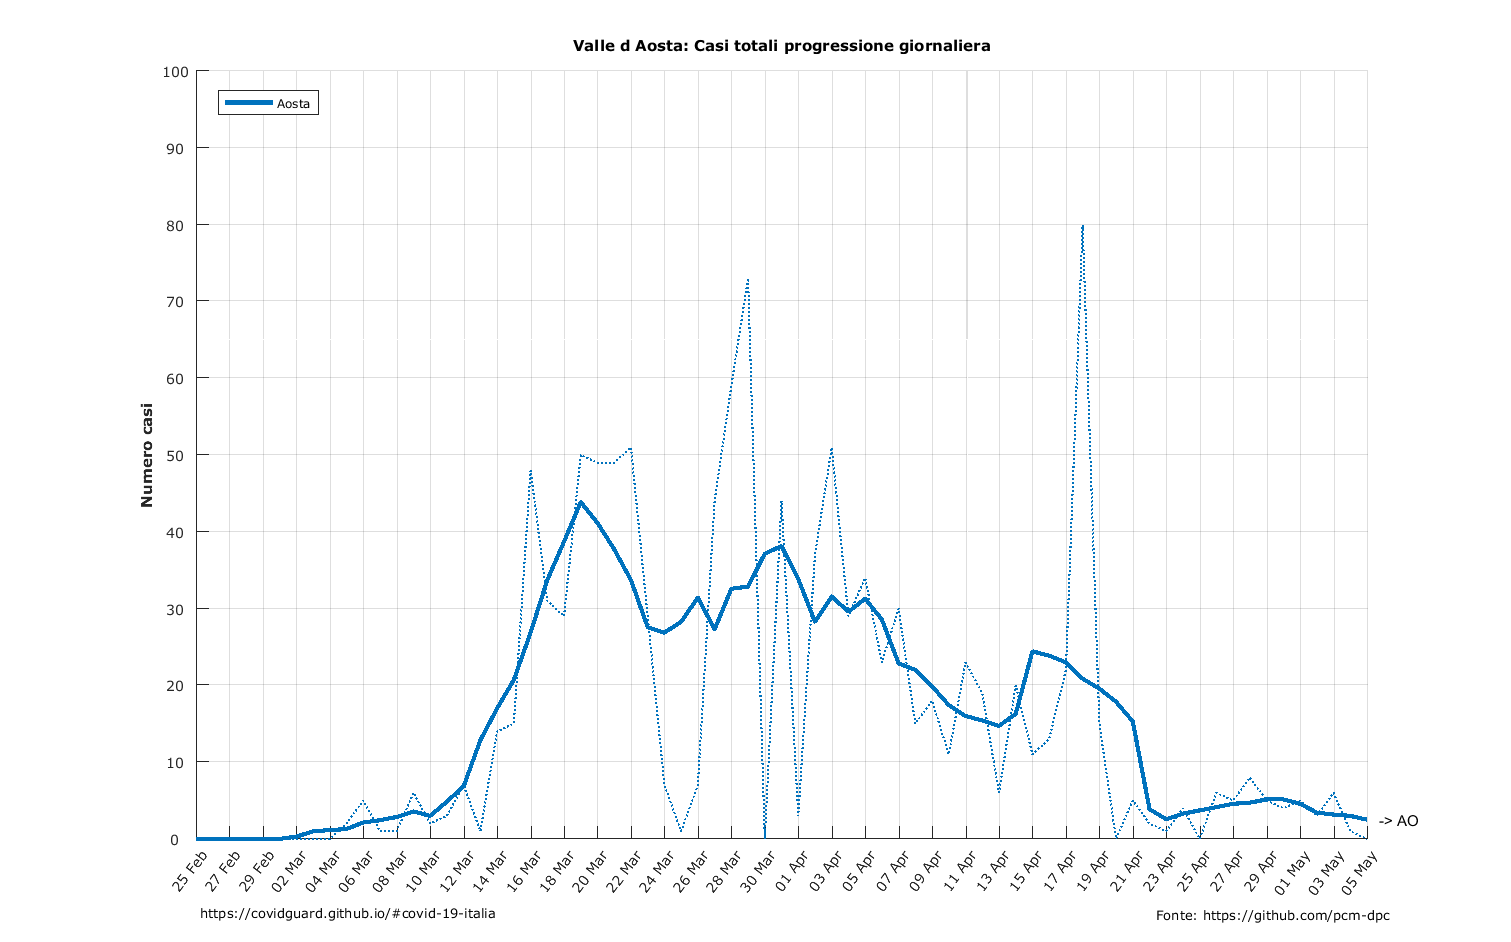 Valle d Aosta: Casi totali progressione giornaliera
Aosta
Numero casi
100
90
80
70
60
50
40
30
20
10
0
25 Feb
27 Feb
29 Feb
02 Mar
04 Mar
06 Mar
08 Mar
10 Mar
12 Mar
14 Mar
16 Mar
18 Mar
20 Mar
22 Mar
24 Mar
26 Mar
28 Mar
30 Mar
01 Apr
03 Apr
05 Apr
07 Apr
09 Apr
11 Apr
13 Apr
15 Apr
17 Apr
19 Apr
21 Apr
23 Apr
25 Apr
27 Apr
29 Apr
01 May
03 May
05 May
-> AO
https://covidguard.github.io/#covid-19-italia
Fonte: https://github.com/pcm-dpc